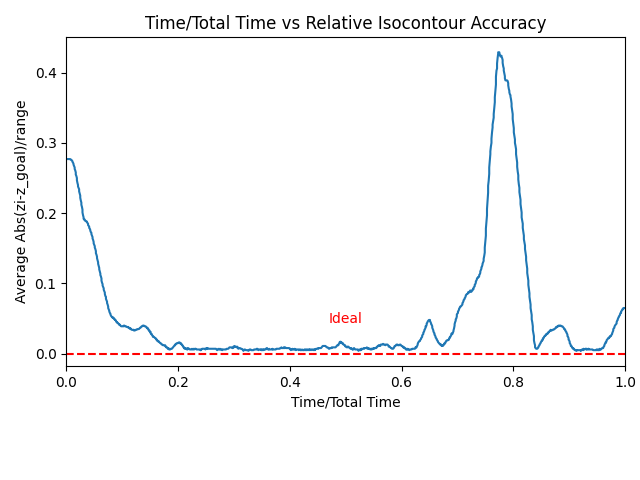 Time/Total Time vs Relative Isocontour Accuracy
Average Abs(zi-z_goal)/range
0.4
0.3
0.2
0.1
0.0
Ideal
0.0 0.2 0.4 0.6 0.8 1.0
Time/Total Time